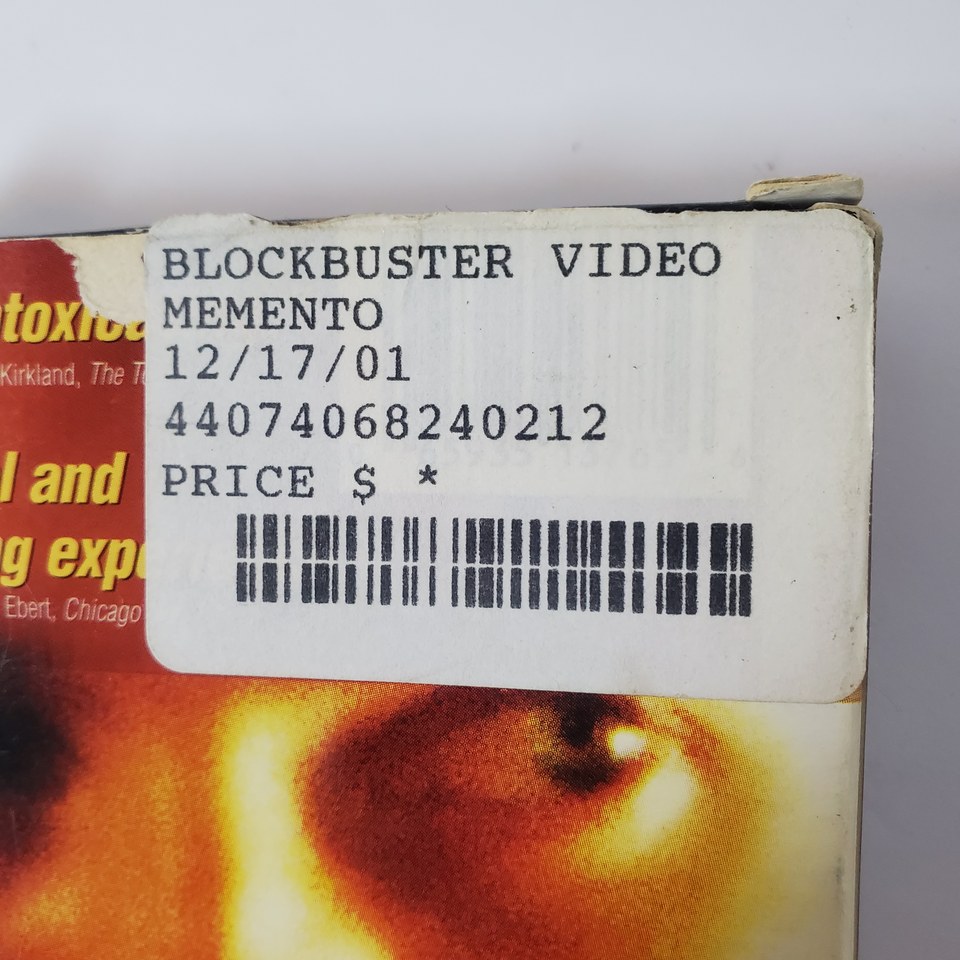 BLOCKBUSTER VIDEO
MEMENTO
12/17/01
44074068240212
PRICE $ *
Kirkland, The
l and
g
Ebert, Chicago